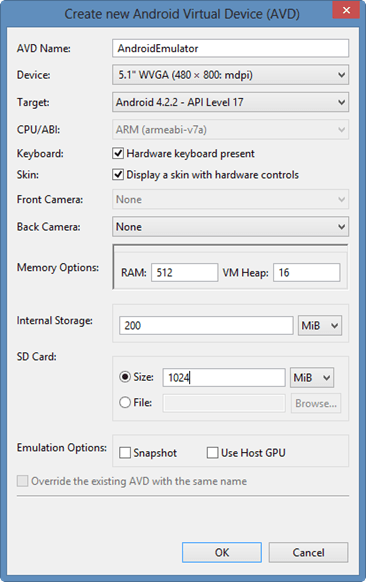 Create new Android Virtual Device (AVD)
AVD Name: AndroidEmulator
Device: 5.1" WVGA (480 × 800: mdpi)
Target: Android 4.2.2 - API Level 17
CPU/ABI: ARM (armeabi-v7a)
Keyboard: Hardware keyboard present
Skin: Display a skin with hardware controls
Front Camera: None
Back Camera: None
Memory Options: RAM: 512 VM Heap: 16
Internal Storage: 200 MiB
SD Card:
Size: 1024 MiB
File: Browse...
Emulation Options: Snapshot Use Host GPU
Override the existing AVD with the same name
OK Cancel